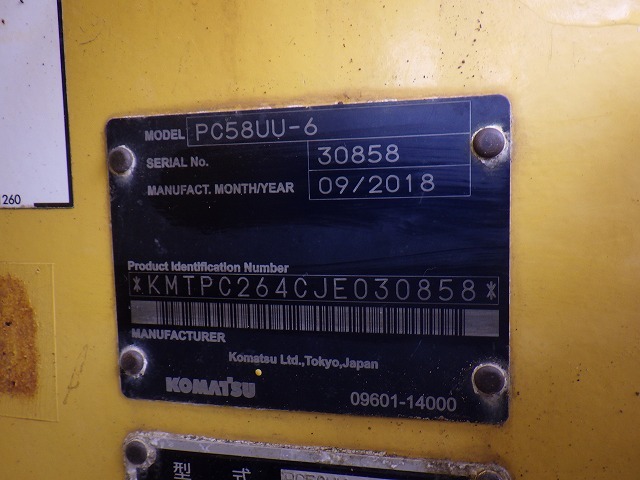 260
MODEL PC58UU-6
SERIAL No. 30858
MANUFACT. MONTH/YEAR 09/2018
Product Identification Number
*KMTPC264CJE030858*
MANUFACTURER
Komatsu Ltd.,Tokyo,Japan
KOMATSU
09601-14000
型 式